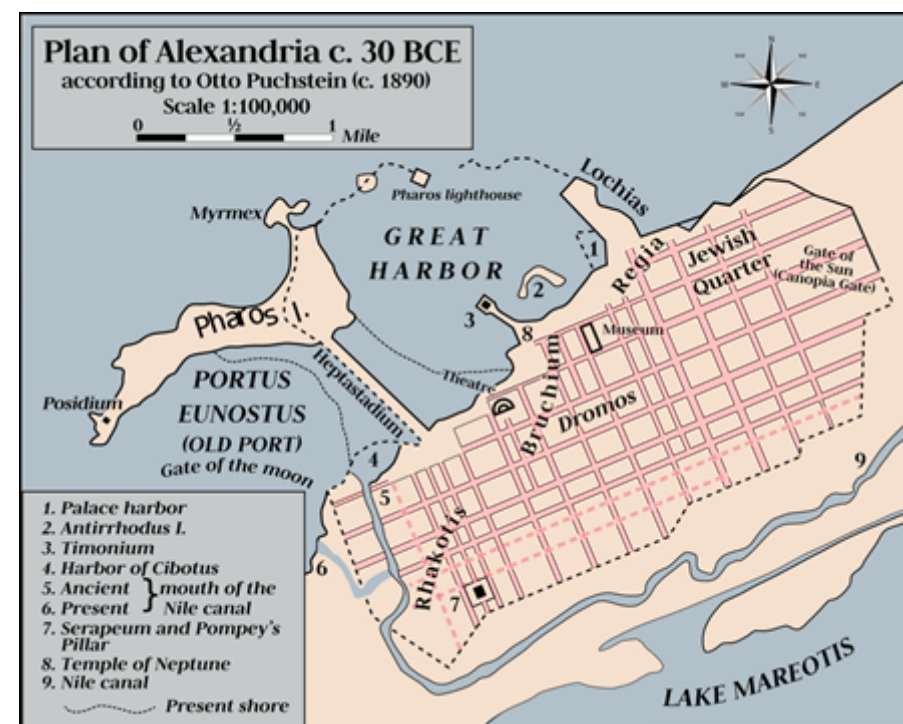 Plan of Alexandria c. 30 BCE
according to Otto Puchstein (c. 1890)
Scale 1:100,000
0 ½ 1
Mile
N
NW NE
W E
SW SE
S
Lochias
Pharos lighthouse
Myrmex
GREAT
HARBOR
1
2
3
8
Regia
Jewish
Quarter
Gate of
the Sun
(Canopia Gate)
Museum
Pharos I.
Heptastadium
Theatre
Bruchium
Dromos
Posidium
PORTUS
EUNOSTUS
(OLD PORT)
Gate of the moon
4
5
6
7
9
Rhakotis
LAKE MAREOTIS
1. Palace harbor
2. Antirrhodus I.
3. Timonium
4. Harbor of Cibotus
5. Ancient } mouth of the
6. Present } Nile canal
7. Serapeum and Pompey's
Pillar
8. Temple of Neptune
9. Nile canal
Present shore